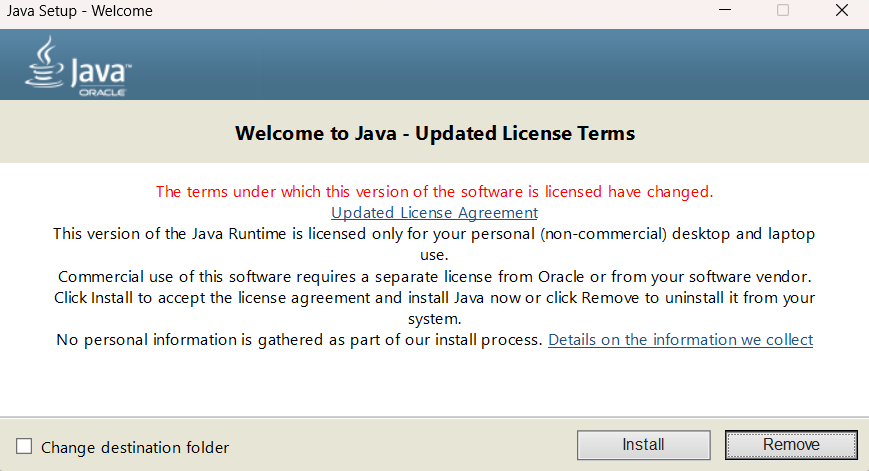 Java Setup - Welcome
Java™
ORACLE
Welcome to Java - Updated License Terms
The terms under which this version of the software is licensed have changed.
Updated License Agreement
This version of the Java Runtime is licensed only for your personal (non-commercial) desktop and laptop
use.
Commercial use of this software requires a separate license from Oracle or from your software vendor.
Click Install to accept the license agreement and install Java now or click Remove to uninstall it from your
system.
No personal information is gathered as part of our install process. Details on the information we collect
Change destination folder
Install
Remove